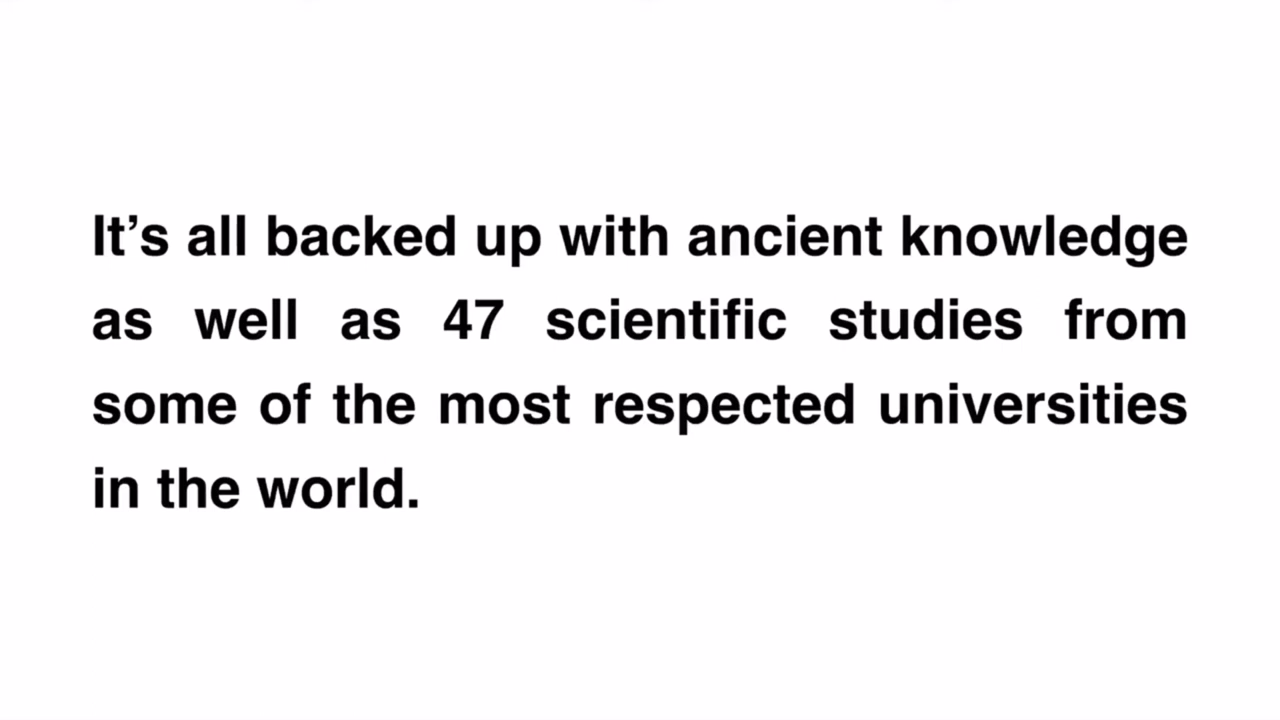 It’s all backed up with ancient knowledge
as well as 47 scientific studies from
some of the most respected universities
in the world.